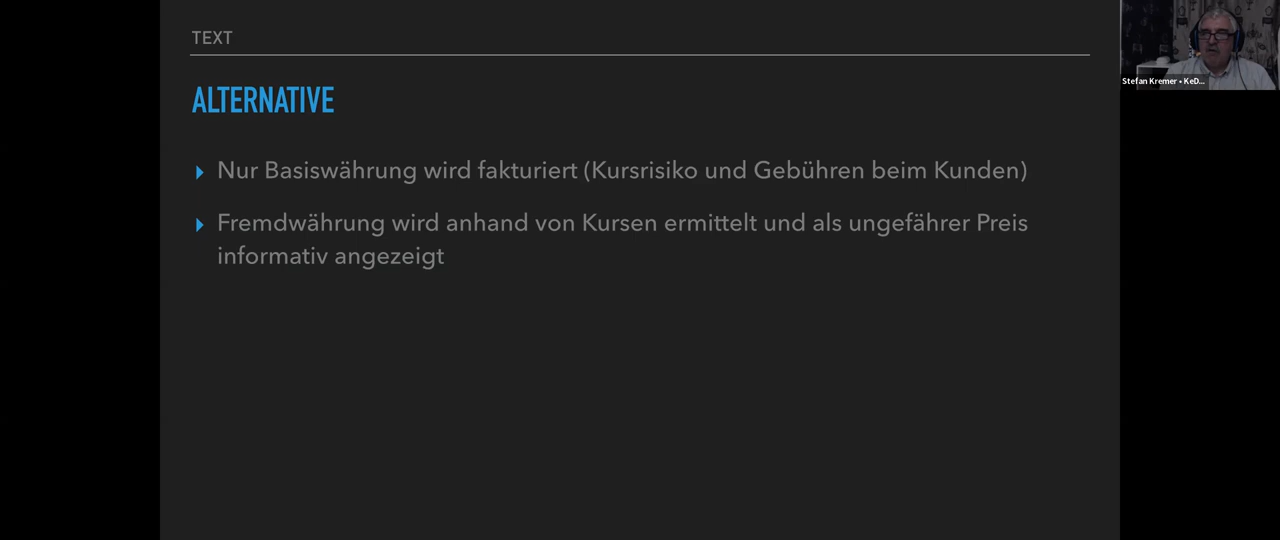 TEXT
ALTERNATIVE
Nur Basiswährung wird fakturiert (Kursrisiko und Gebühren beim Kunden)
Fremdwährung wird anhand von Kursen ermittelt und als ungefährer Preis
informativ angezeigt
Stefan Kremer • KeD...